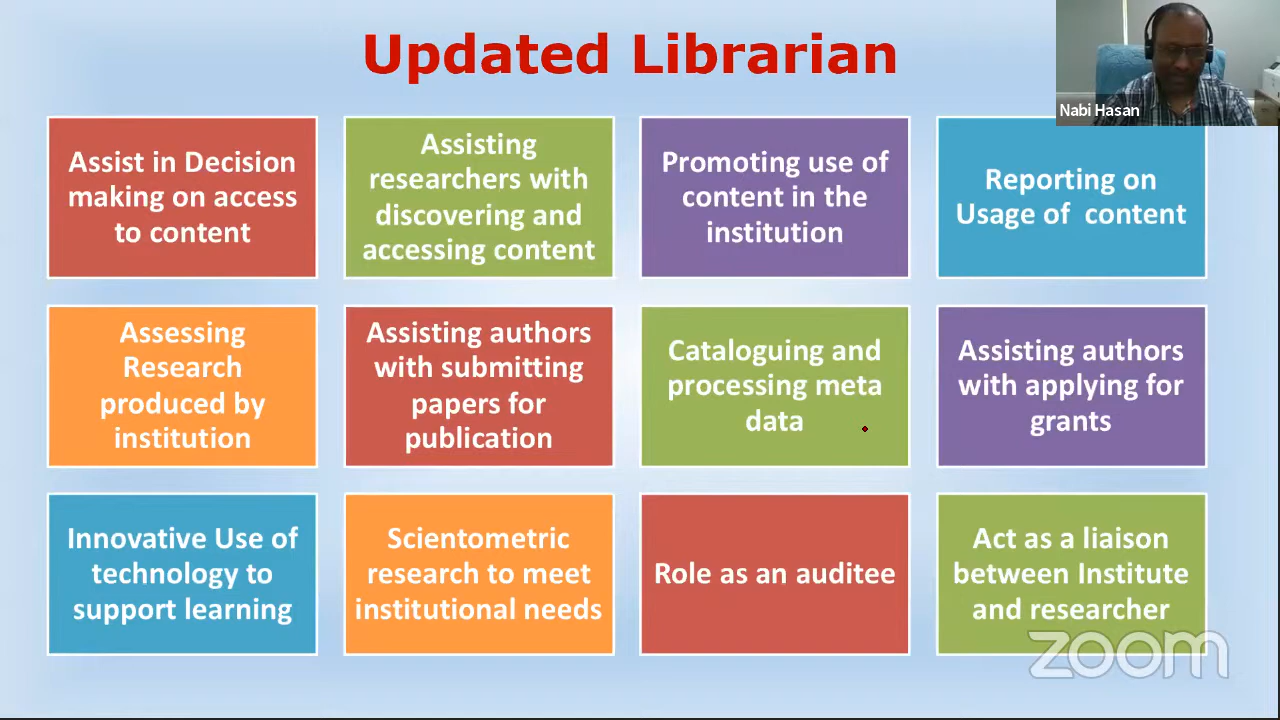 Updated Librarian
Nabi Hasan
Assist in Decision
making on access
to content
Assisting
researchers with
discovering and
accessing content
Promoting use of
content in the
institution
Reporting on
Usage of content
Assessing
Research
produced by
institution
Assisting authors
with submitting
papers for
publication
Cataloguing and
processing meta
data
Assisting authors
with applying for
grants
Innovative Use of
technology to
support learning
Scientometric
research to meet
institutional needs
Role as an auditee
Act as a liaison
between Institute
and researcher
zoom